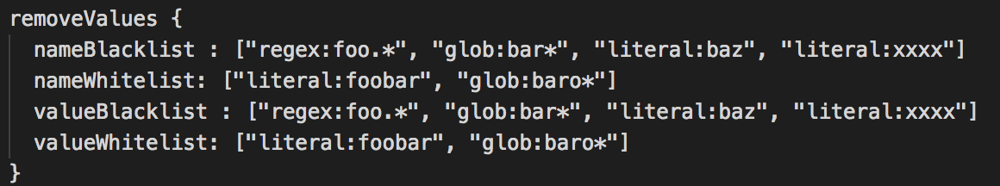 removeValues {
  nameBlacklist : ["regex:foo.*", "glob:bar*", "literal:baz", "literal:xxxx"]
  nameWhitelist: ["literal:foobar", "glob:baro*"]
  valueBlacklist : ["regex:foo.*", "glob:bar*", "literal:baz", "literal:xxxx"]
  valueWhitelist: ["literal:foobar", "glob:baro*"]
}